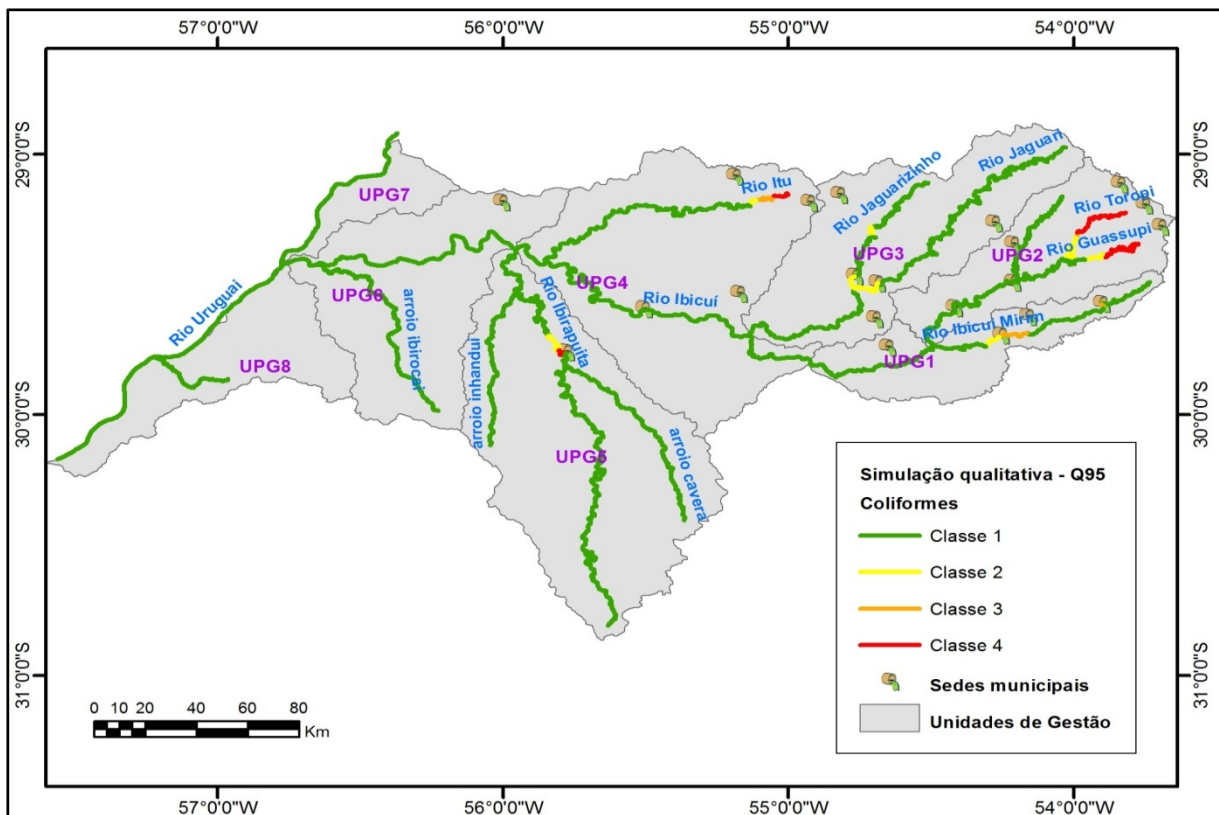 57°0'0"W
56°0'0"W
55°0'0"W
54°0'0"W
29°0'0"S
29°0'0"S
Rio Jaguari
Rio Jaguarizinho
Rio Itu
UPG7
Rio Toropi
Rio Guassupi
UPG3
UPG2
UPG4
UPG6
Rio Ibicuí
Rio Uruguai
arroio ibirocai
Rio Ibirapuita
Rio Ibicui Mirim
arroio inhandui
UPG8
UPG1
30°0'0"S
30°0'0"S
UPG5
arroio cavera
Simulação qualitativa - Q95
Coliformes
Classe 1
Classe 2
Classe 3
Classe 4
Sedes municipais
Unidades de Gestão
31°0'0"S
31°0'0"S
0 10 20 40 60 80
Km
57°0'0"W
56°0'0"W
55°0'0"W
54°0'0"W